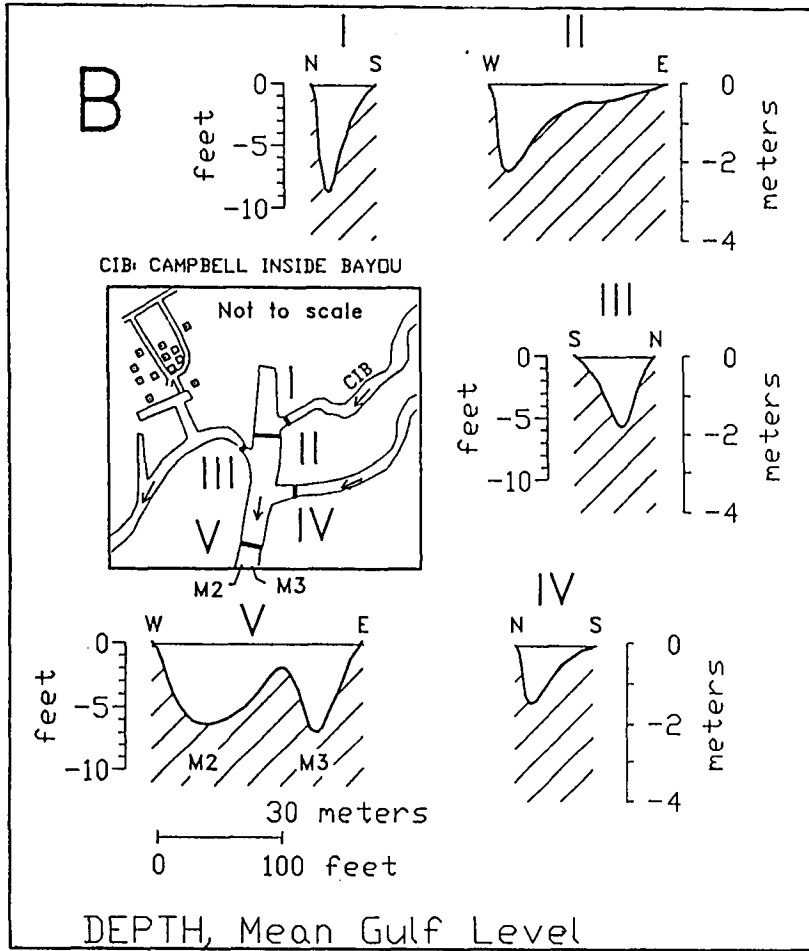 B
I
N S
0
-5
-10
feet
II
W E
0
-2
-4
meters
CIB: CAMPBELL INSIDE BAYOU
Not to scale
CIB
I
II
III
IV
V
M2 M3
III
S N
0
-5
-10
feet
0
-2
-4
meters
V
W E
0
-5
-10
feet
M2 M3
IV
N S
0
-2
-4
meters
30 meters
0 100
feet
DEPTH, Mean Gulf Level